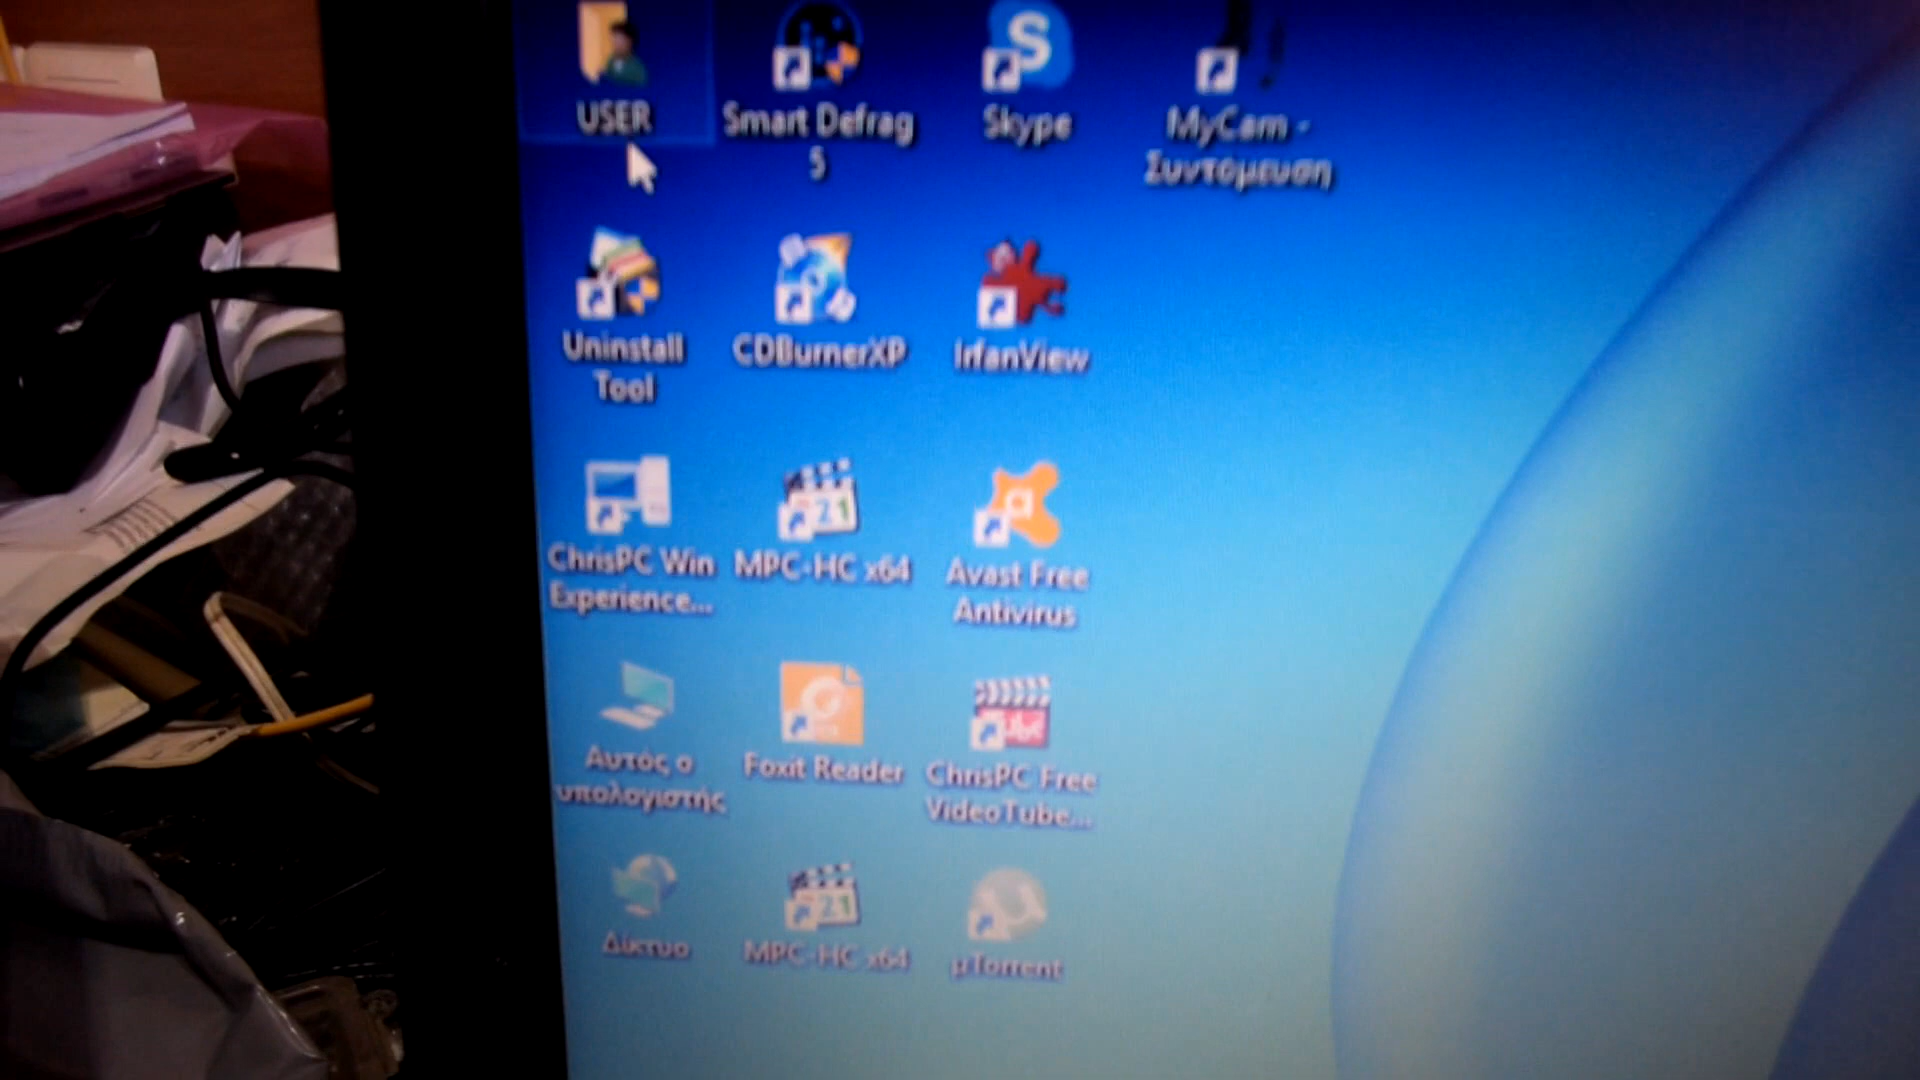 USER
Smart Defrag
5
Skype
MyCam -
Συντόμευση
Uninstall
Tool
CDBurnerXP
IrfanView
ChrisPC Win
Experience...
MPC-HC x64
Avast Free
Antivirus
Αυτός ο
υπολογιστής
Foxit Reader
ChrisPC Free
VideoTube...
Δίκτυο
MPC-HC x64
μTorrent